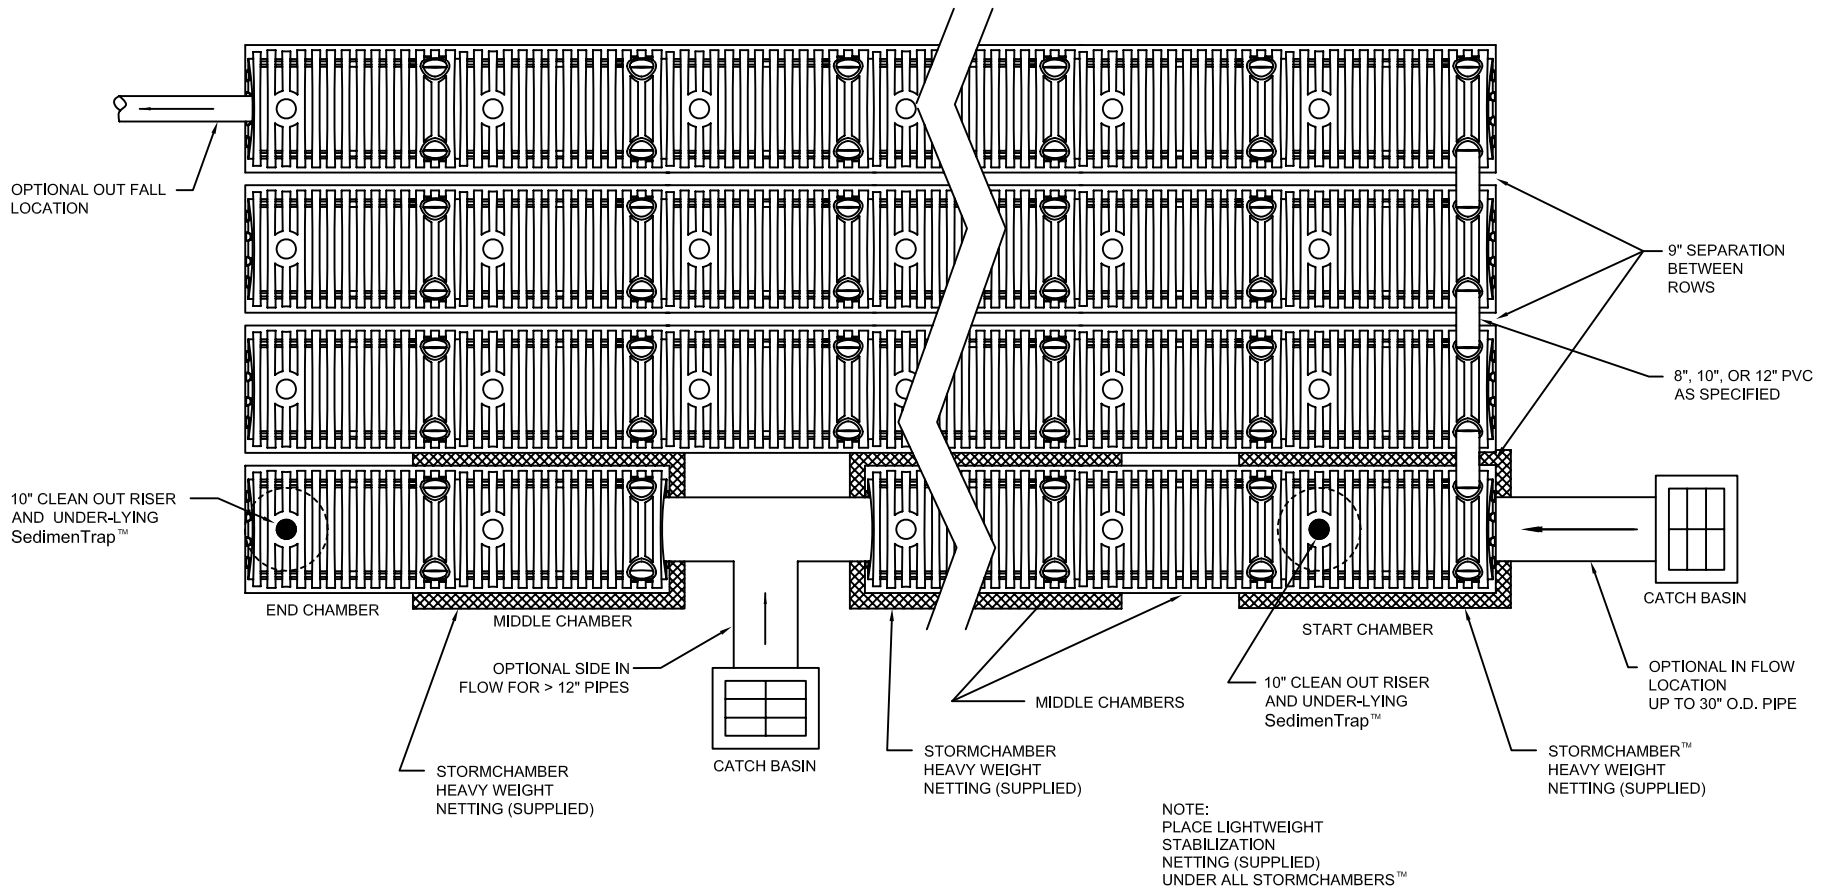 OPTIONAL OUT FALL
LOCATION
9" SEPARATION
BETWEEN
ROWS
8", 10", OR 12" PVC
AS SPECIFIED
10" CLEAN OUT RISER
AND UNDER-LYING
SedimenTrap™
END CHAMBER
MIDDLE CHAMBER
START CHAMBER
CATCH BASIN
OPTIONAL SIDE IN
FLOW FOR > 12" PIPES
MIDDLE CHAMBERS
10" CLEAN OUT RISER
AND UNDER-LYING
SedimenTrap™
OPTIONAL IN FLOW
LOCATION
UP TO 30" O.D. PIPE
CATCH BASIN
STORMCHAMBER
HEAVY WEIGHT
NETTING (SUPPLIED)
STORMCHAMBER
HEAVY WEIGHT
NETTING (SUPPLIED)
STORMCHAMBER™
HEAVY WEIGHT
NETTING (SUPPLIED)
NOTE:
PLACE LIGHTWEIGHT
STABILIZATION
NETTING (SUPPLIED)
UNDER ALL STORMCHAMBERS™